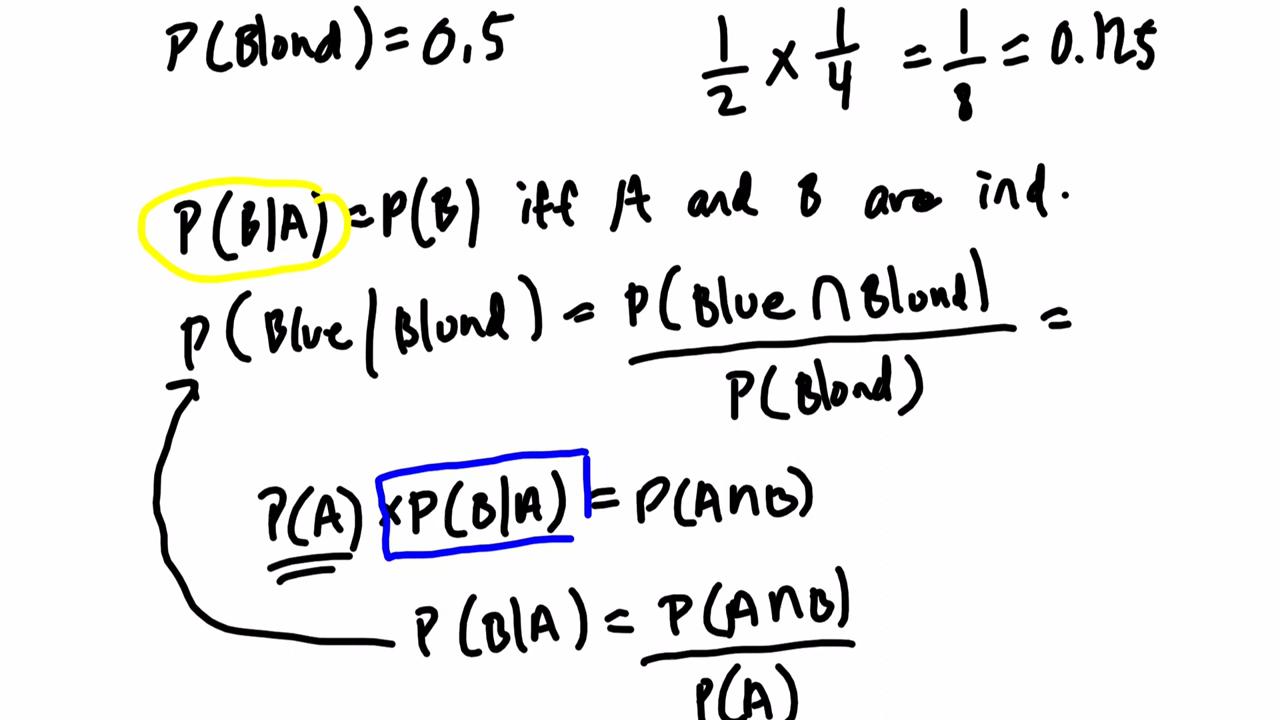 P(Blond) = 0.5
1/2 × 1/4 = 1/8 = 0.125
P(B|A) = P(B) iff A and B are ind.
P(Blue|Blond) = P(Blue ∩ Blond) / P(Blond) =
P(A) × P(B|A) = P(A∩B)
P(B|A) = P(A∩B) / P(A)